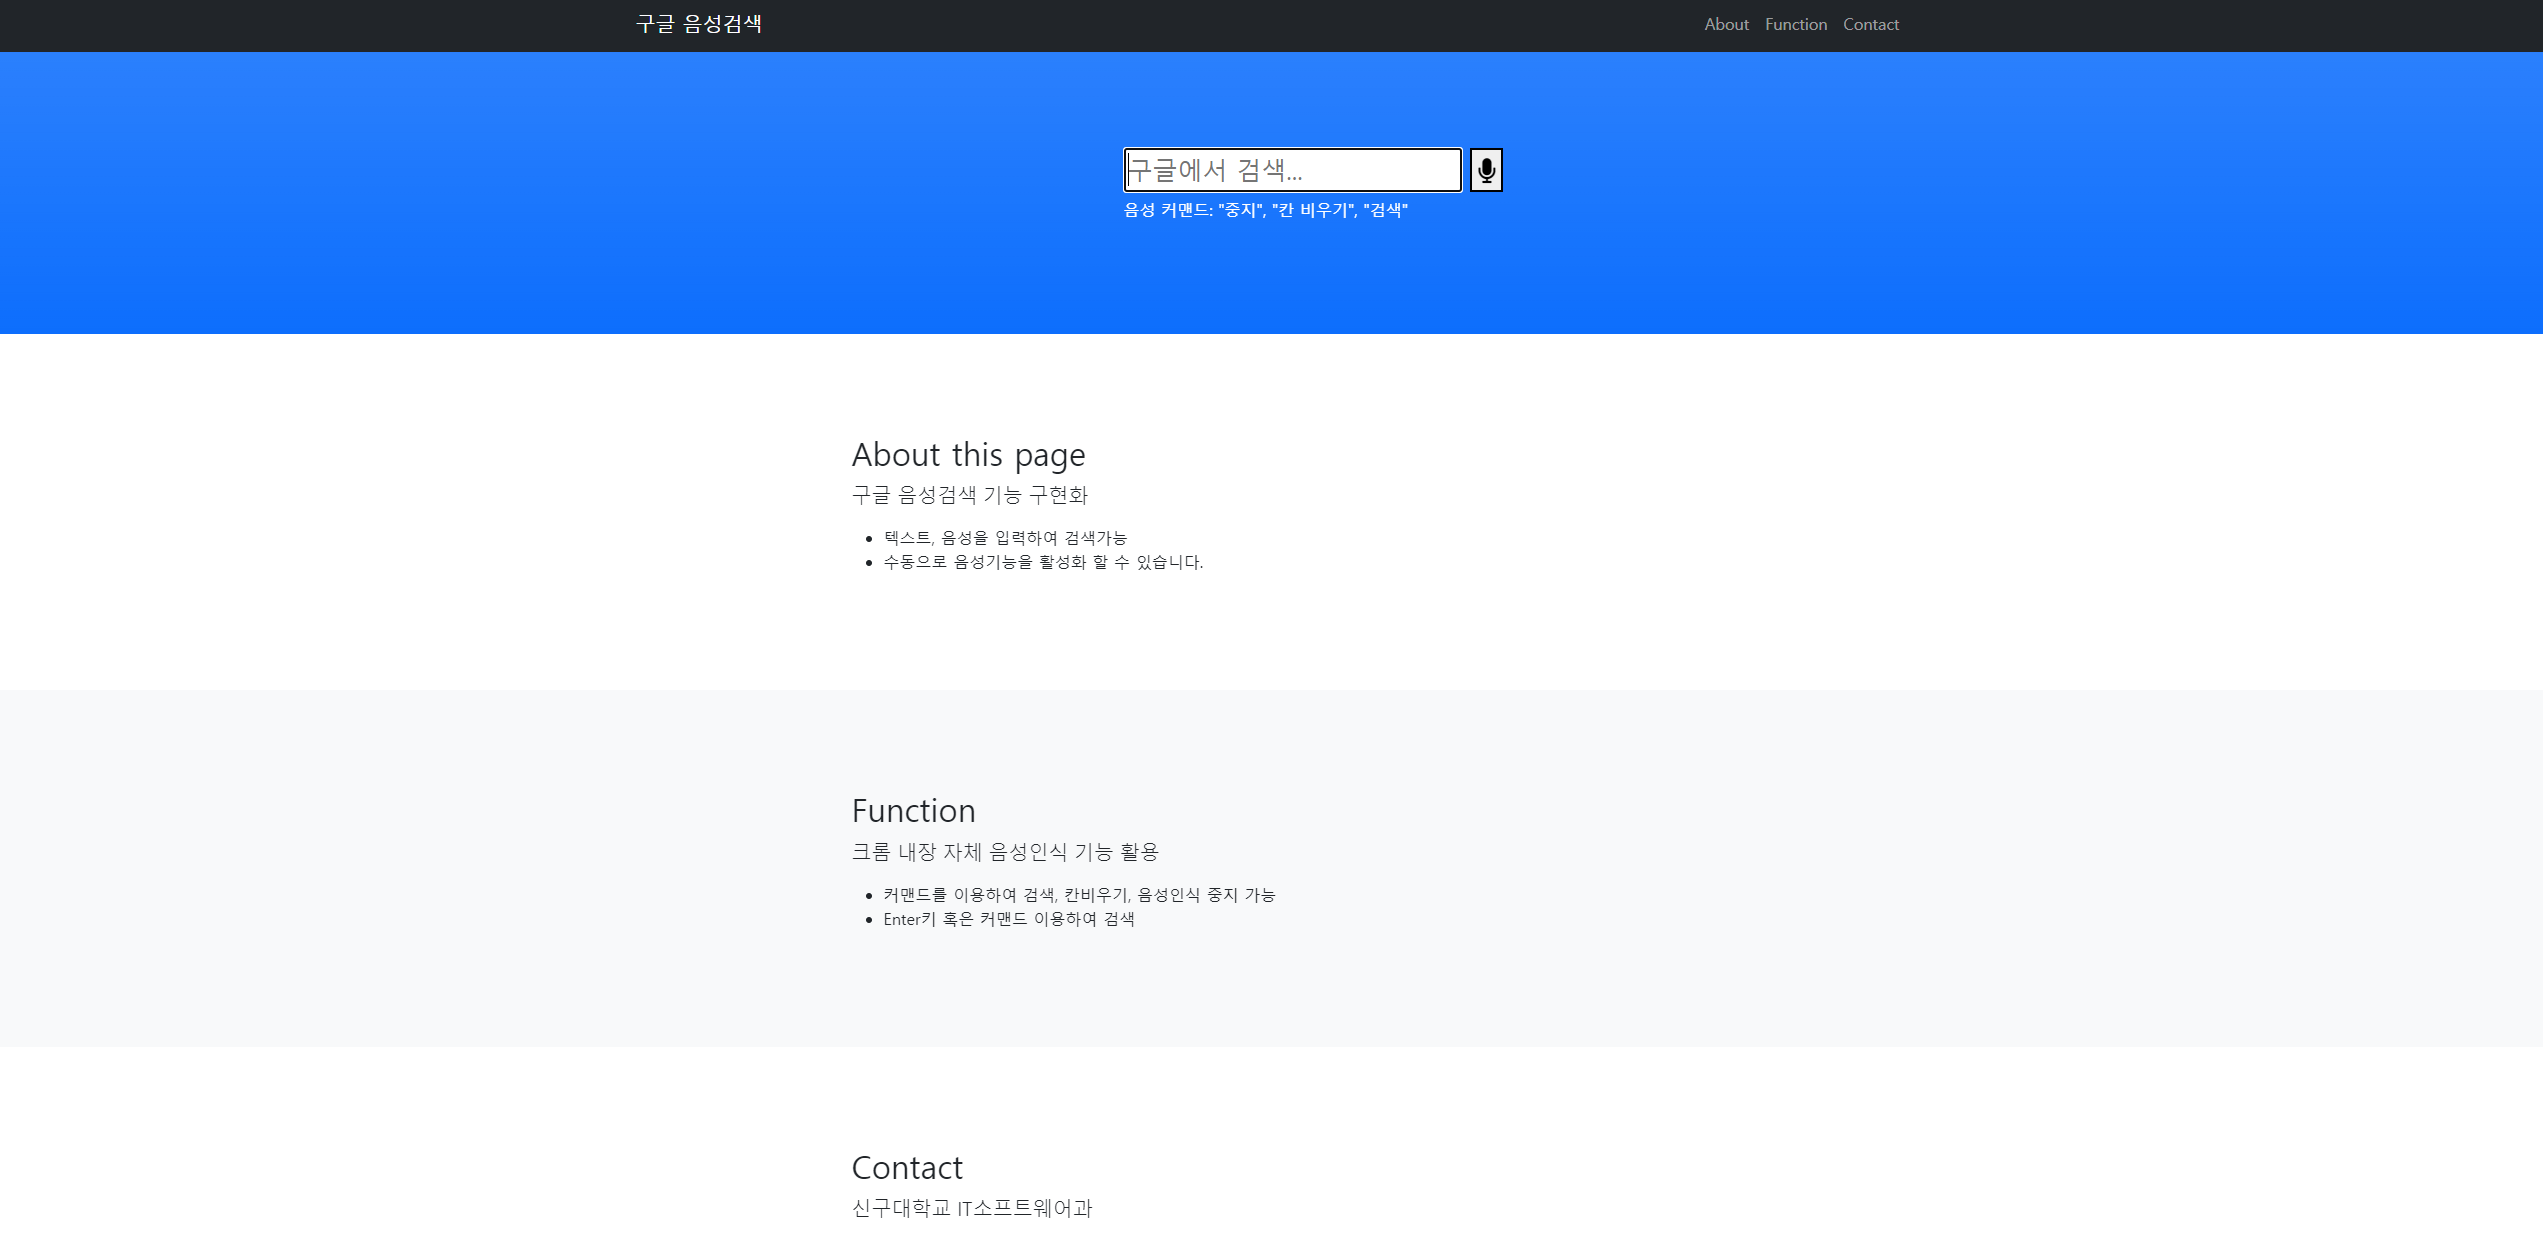 구글 음성검색
About Function Contact
구글에서 검색...
음성 커맨드: "중지", "칸 비우기", "검색"
About this page
구글 음성검색 기능 구현화
텍스트, 음성을 입력하여 검색가능
수동으로 음성기능을 활성화 할 수 있습니다.
Function
크롬 내장 자체 음성인식 기능 활용
커맨드를 이용하여 검색, 칸비우기, 음성인식 중지 가능
Enter키 혹은 커맨드 이용하여 검색
Contact
신구대학교 IT소프트웨어과